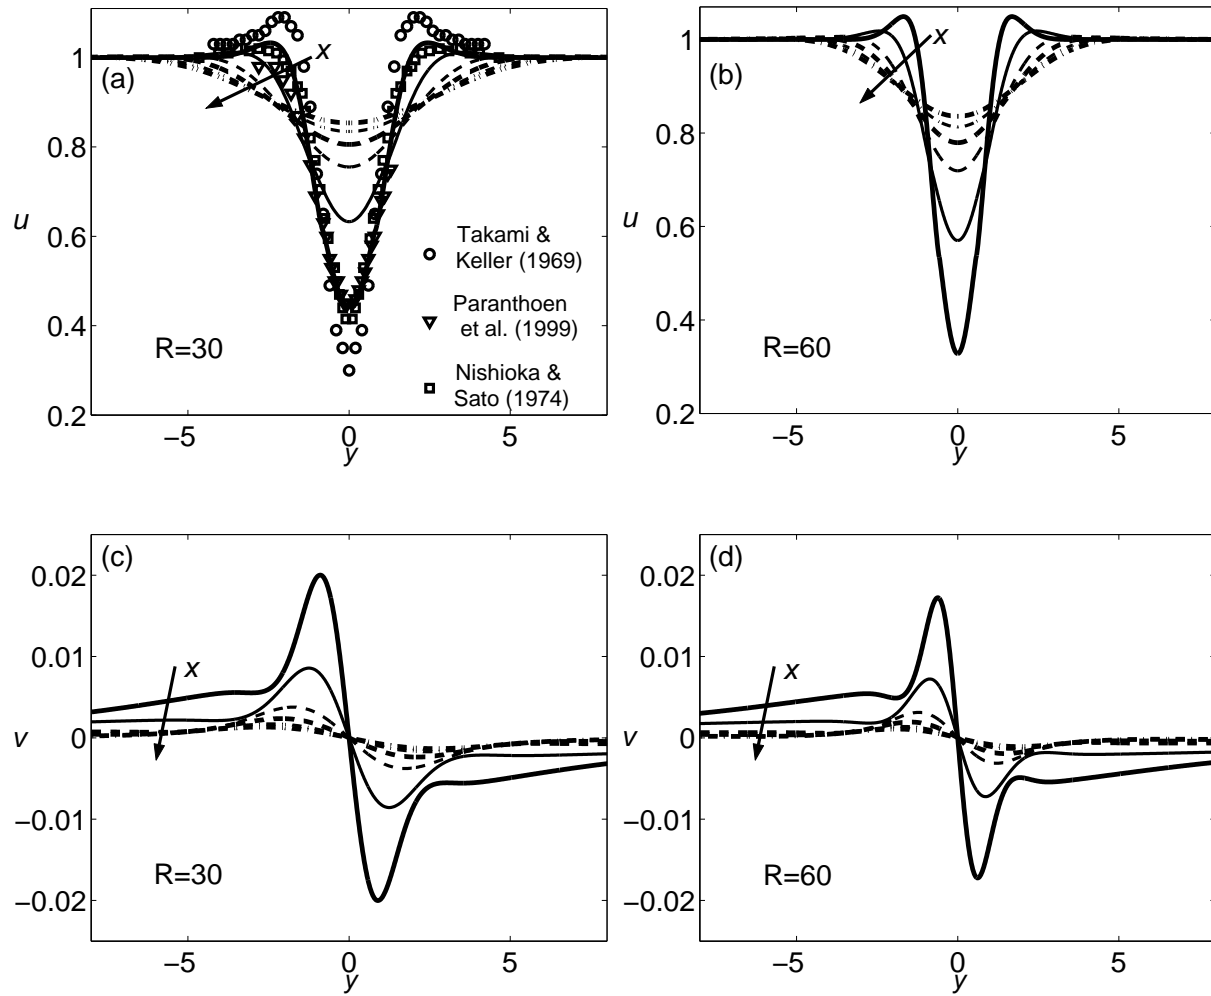 (a)
x
u
1
0.8
0.6
0.4
0.2
Takami &
Keller (1969)
Paranthoen
et al. (1999)
Nishioka &
Sato (1974)
R=30
−5
0
5
y
(b)
x
u
1
0.8
0.6
0.4
0.2
R=60
−5
0
5
y
(c)
x
v
0.02
0.01
0
−0.01
−0.02
R=30
−5
0
5
y
(d)
x
v
0.02
0.01
0
−0.01
−0.02
R=60
−5
0
5
y